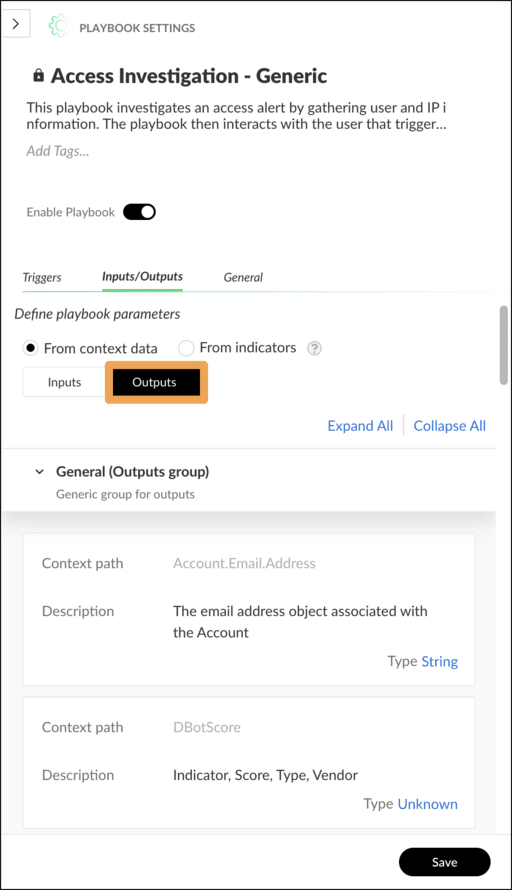 PLAYBOOK SETTINGS
Access Investigation - Generic
This playbook investigates an access alert by gathering user and IP i
nformation. The playbook then interacts with the user that trigger...
Add Tags...
Enable Playbook
Triggers Inputs/Outputs General
Define playbook parameters
From context data From indicators ?
Inputs Outputs
Expand All Collapse All
General (Outputs group)
Generic group for outputs
Context path Account.Email.Address
Description The email address object associated with
the Account
Type String
Context path DBotScore
Description Indicator, Score, Type, Vendor
Type Unknown
Save